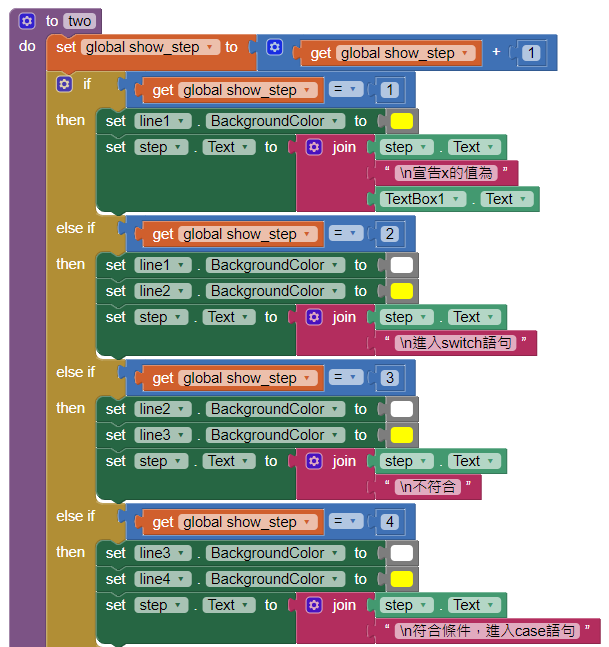 to two
do set global show_step to get global show_step + 1
if get global show_step = 1
then set line1 . BackgroundColor to
set step . Text to join step . Text
“ \n宣告x的值為 ”
TextBox1 . Text
else if get global show_step = 2
then set line1 . BackgroundColor to
set line2 . BackgroundColor to
set step . Text to join step . Text
“ \n進入switch語句 ”
else if get global show_step = 3
then set line2 . BackgroundColor to
set line3 . BackgroundColor to
set step . Text to join step . Text
“ \n不符合 ”
else if get global show_step = 4
then set line3 . BackgroundColor to
set line4 . BackgroundColor to
set step . Text to join step . Text
“ \n符合條件，進入case語句 ”